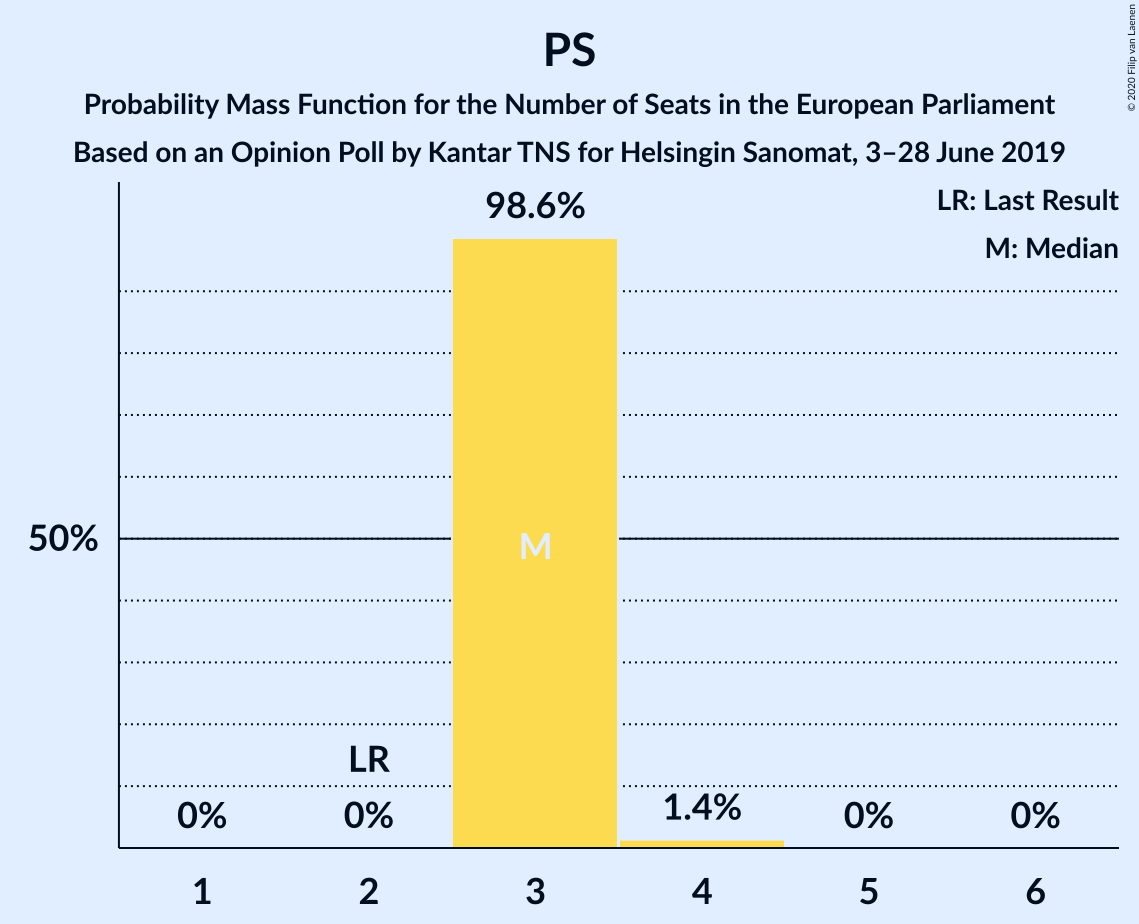 PS
Probability Mass Function for the Number of Seats in the European Parliament
Based on an Opinion Poll by Kantar TNS for Helsingin Sanomat, 3–28 June 2019
© 2020 Filip van Laenen
LR: Last Result
M: Median
98.6%
50%
M
LR
0%
0%
1.4%
0%
0%
1
2
3
4
5
6